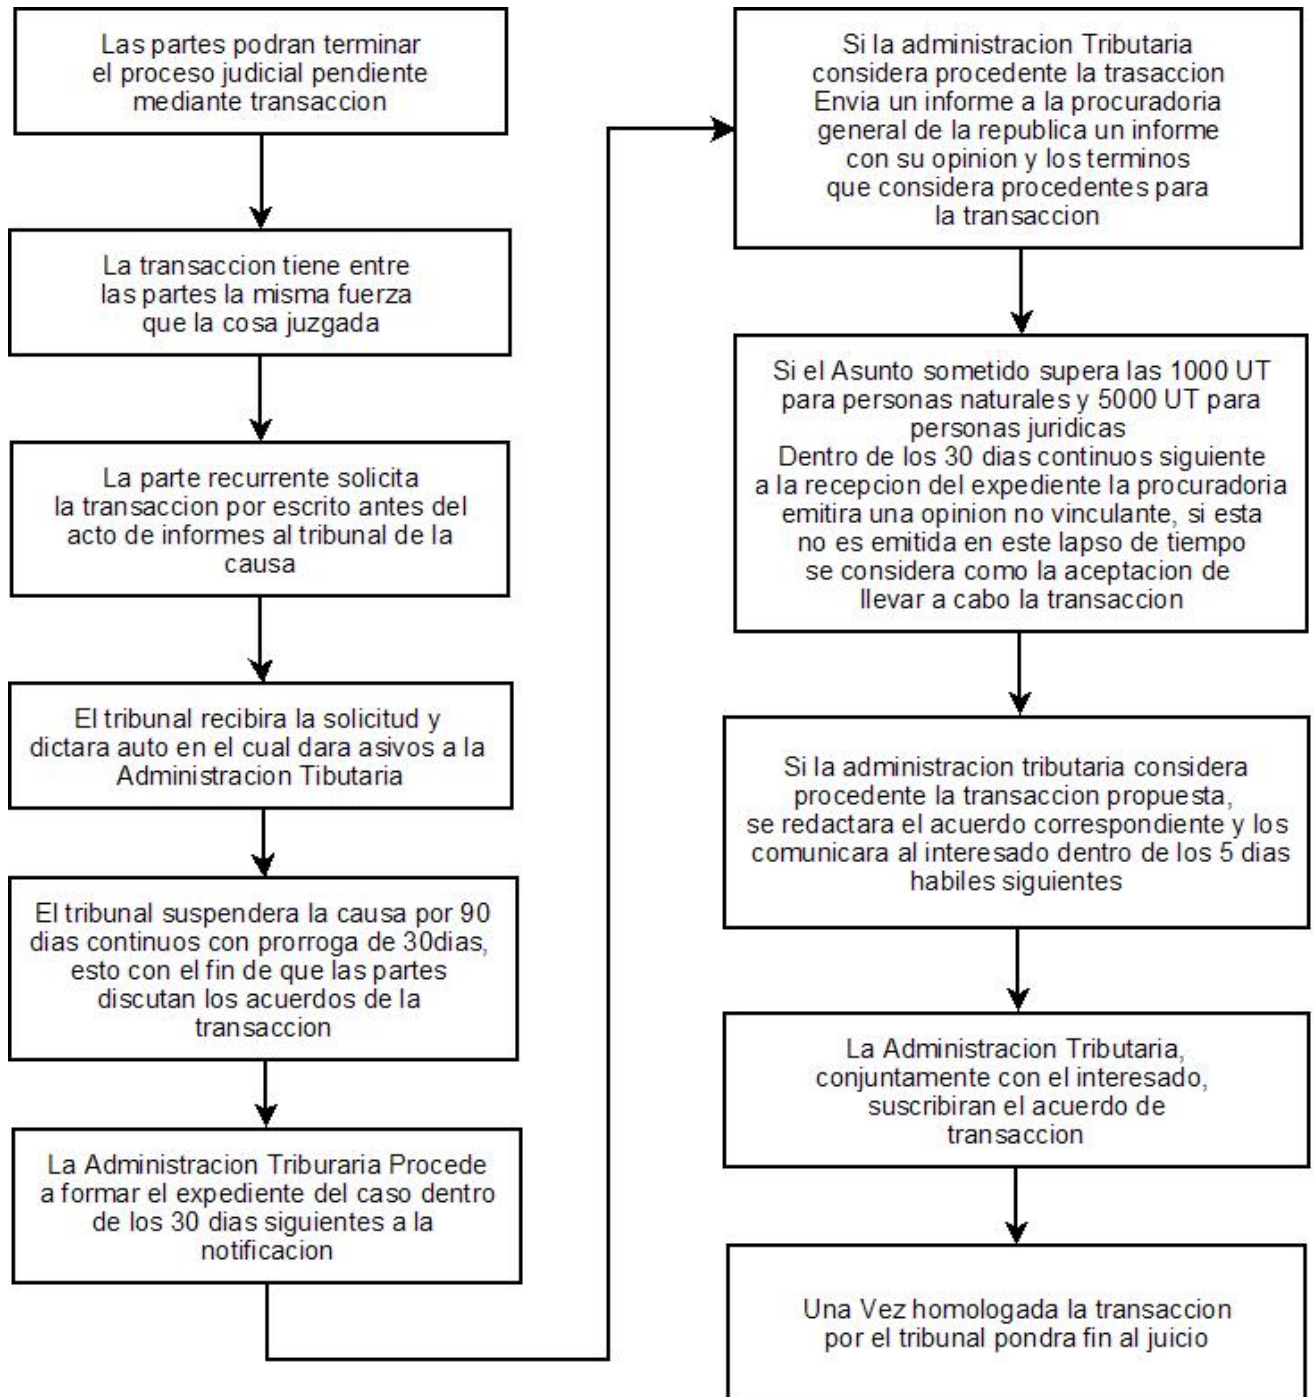 Las partes podran terminar
el proceso judicial pendiente
mediante transaccion
La transaccion tiene entre
las partes la misma fuerza
que la cosa juzgada
La parte recurrente solicita
la transaccion por escrito antes del
acto de informes al tribunal de la
causa
El tribunal recibira la solicitud y
dictara auto en el cual dara asivos a la
Administracion Tibutaria
El tribunal suspendera la causa por 90
dias continuos con prorroga de 30dias,
esto con el fin de que las partes
discutan los acuerdos de la
transaccion
La Administracion Triburaria Procede
a formar el expediente del caso dentro
de los 30 dias siguientes a la
notificacion
Si la administracion Tributaria
considera procedente la trasaccion
Envia un informe a la procuradoria
general de la republica un informe
con su opinion y los terminos
que considera procedentes para
la transaccion
Si el Asunto sometido supera las 1000 UT
para personas naturales y 5000 UT para
personas juridicas
Dentro de los 30 dias continuos siguiente
a la recepcion del expediente la procuradoria
emitira una opinion no vinculante, si esta
no es emitida en este lapso de tiempo
se considera como la aceptacion de
llevar a cabo la transaccion
Si la administracion tributaria considera
procedente la transaccion propuesta,
se redactara el acuerdo correspondiente y los
comunicara al interesado dentro de los 5 dias
habiles siguientes
La Administracion Tributaria,
conjuntamente con el interesado,
suscribiran el acuerdo de
transaccion
Una Vez homologada la transaccion
por el tribunal pondra fin al juicio